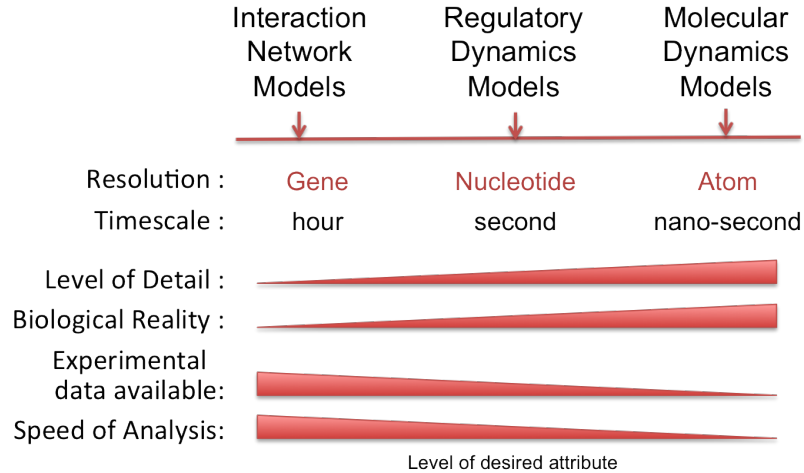 Interaction Network Models
Regulatory Dynamics Models
Molecular Dynamics Models
Resolution : Gene Nucleotide Atom
Timescale : hour second nano-second
Level of Detail :
Biological Reality :
Experimental
data available:
Speed of Analysis:
Level of desired attribute